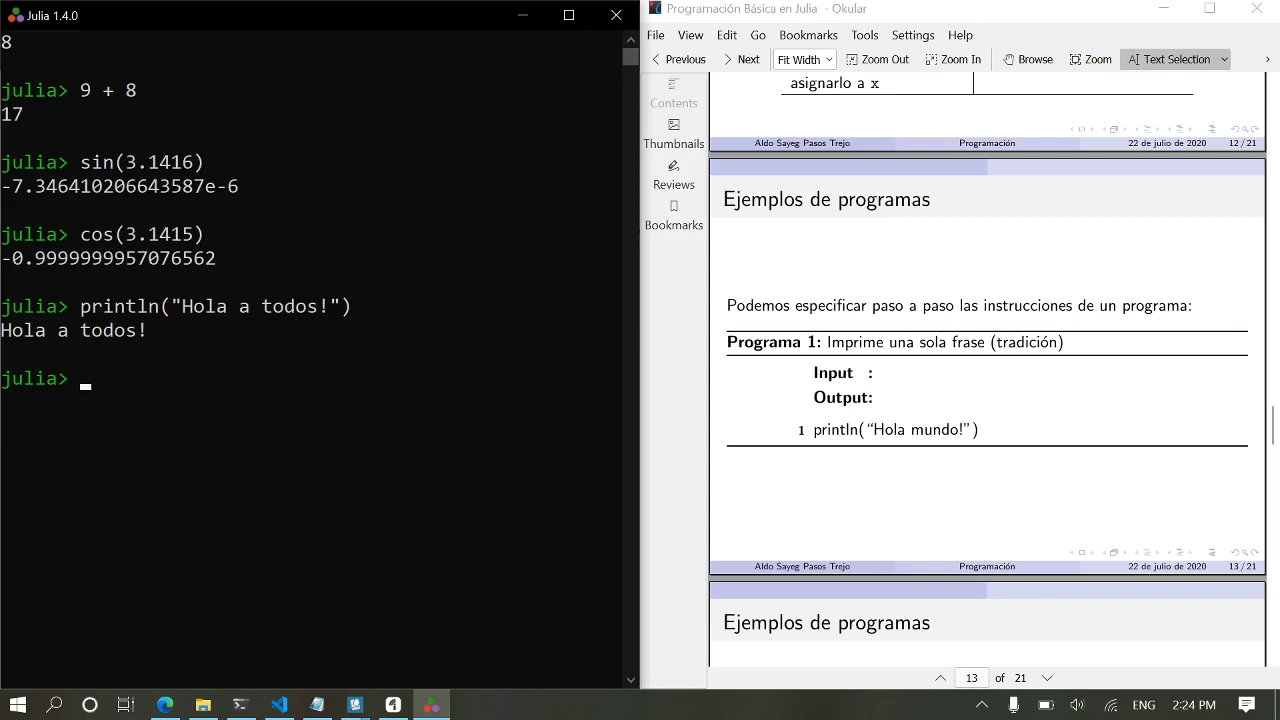 Julia 1.4.0
8
julia> 9 + 8
17
julia> sin(3.1416)
-7.346410206643587e-6
julia> cos(3.1415)
-0.9999999957076562
julia> println("Hola a todos!")
Hola a todos!
julia>
Programación Básica en Julia - Okular
File View Edit Go Bookmarks Tools Settings Help
Previous Next Fit Width Zoom Out Zoom In Browse Zoom Text Selection
Contents
Thumbnails
Reviews
Bookmarks
asignarlo a x
Aldo Sayeg Pasos Trejo Programación 22 de julio de 2020 12 / 21
Ejemplos de programas
Podemos especificar paso a paso las instrucciones de un programa:
Programa 1: Imprime una sola frase (tradición)
Input :
Output:
1 println(“Hola mundo!”)
Aldo Sayeg Pasos Trejo Programación 22 de julio de 2020 13 / 21
Ejemplos de programas
13 of 21
ENG 2:24 PM